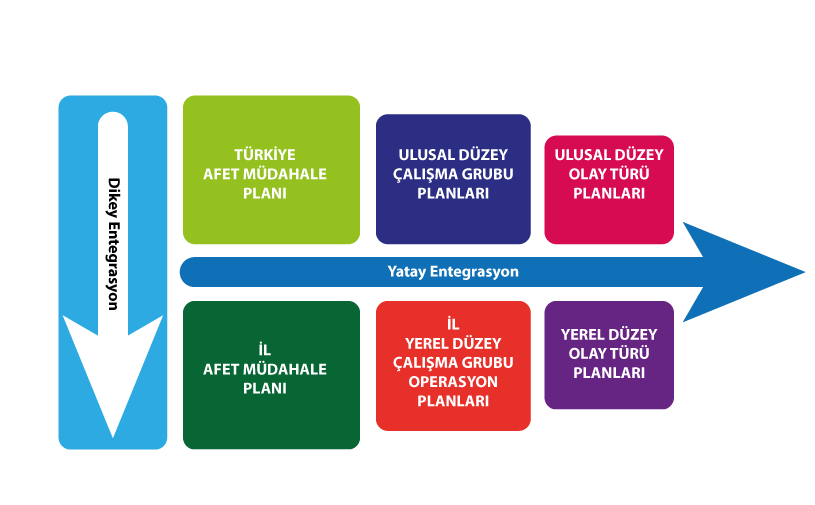 Dikey Entegrasyon
TÜRKİYE
AFET MÜDAHALE
PLANI
ULUSAL DÜZEY
ÇALIŞMA GRUBU
PLANLARI
ULUSAL DÜZEY
OLAY TÜRÜ
PLANLARI
Yatay Entegrasyon
İL
AFET MÜDAHALE
PLANI
İL
YEREL DÜZEY
ÇALIŞMA GRUBU
OPERASYON
PLANLARI
YEREL DÜZEY
OLAY TÜRÜ
PLANLARI